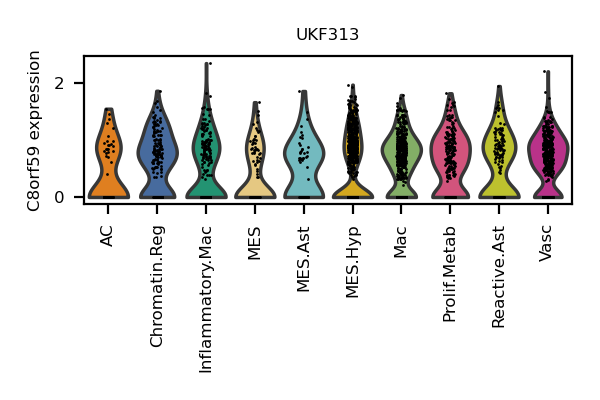 UKF313
C8orf59 expression
2
0
AC
Chromatin.Reg
Inflammatory.Mac
MES
MES.Ast
MES.Hyp
Mac
Prolif.Metab
Reactive.Ast
Vasc